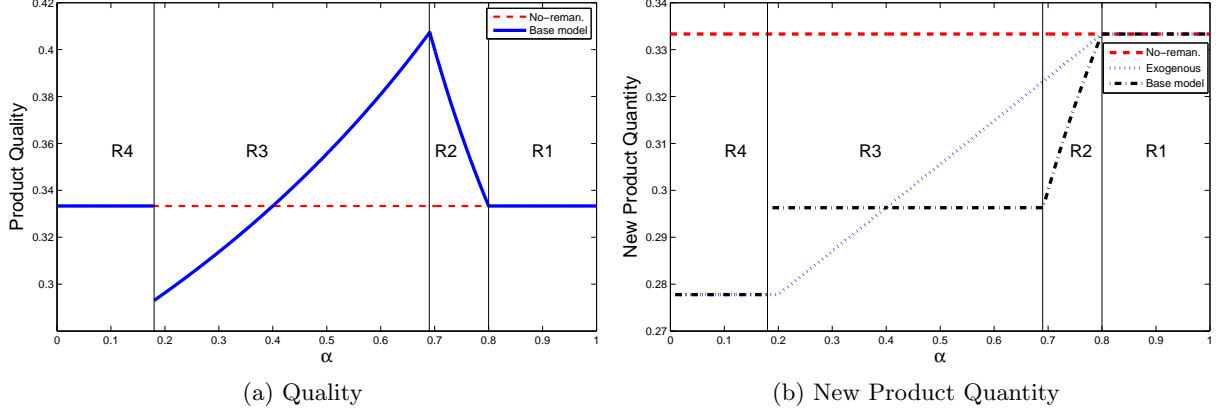 0.42
0.4
0.38
0.36
0.34
0.32
0.3
Product Quality
No−reman.
Base model
R4
R3
R2
R1
0 0.1 0.2 0.3 0.4 0.5 0.6 0.7 0.8 0.9 1
α
(a) Quality
0.34
0.33
0.32
0.31
0.3
0.29
0.28
0.27
New Product Quantity
No−reman.
Exogenous
Base model
R4
R3
R2
R1
0 0.1 0.2 0.3 0.4 0.5 0.6 0.7 0.8 0.9 1
α
(b) New Product Quantity